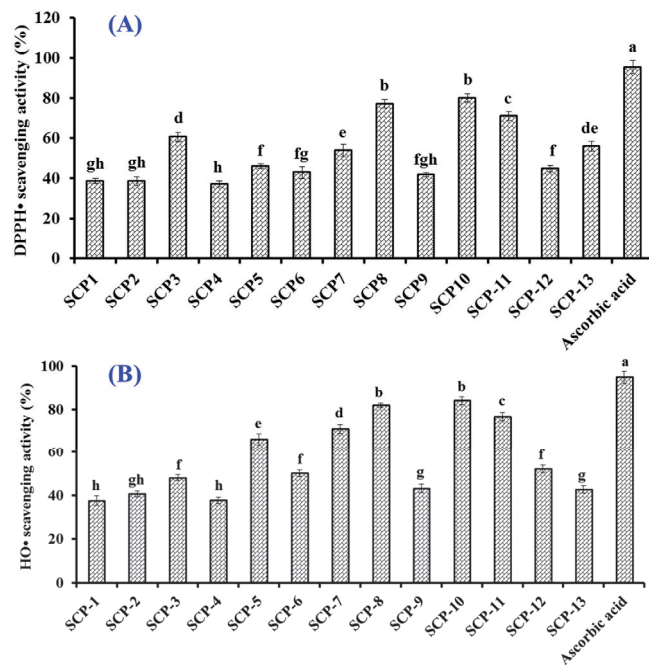 (A)
DPPH• scavenging activity (%)
120
100
80
60
40
20
0
gh
gh
d
h
f
fg
e
b
fgh
b
c
f
de
a
SCP1
SCP2
SCP3
SCP4
SCP5
SCP6
SCP7
SCP8
SCP9
SCP10
SCP-11
SCP-12
SCP-13
Ascorbic acid
(B)
HO• scavenging activity (%)
100
80
60
40
20
0
h
gh
f
h
e
f
d
b
g
b
c
f
g
a
SCP-1
SCP-2
SCP-3
SCP-4
SCP-5
SCP-6
SCP-7
SCP-8
SCP-9
SCP-10
SCP-11
SCP-12
SCP-13
Ascorbic acid